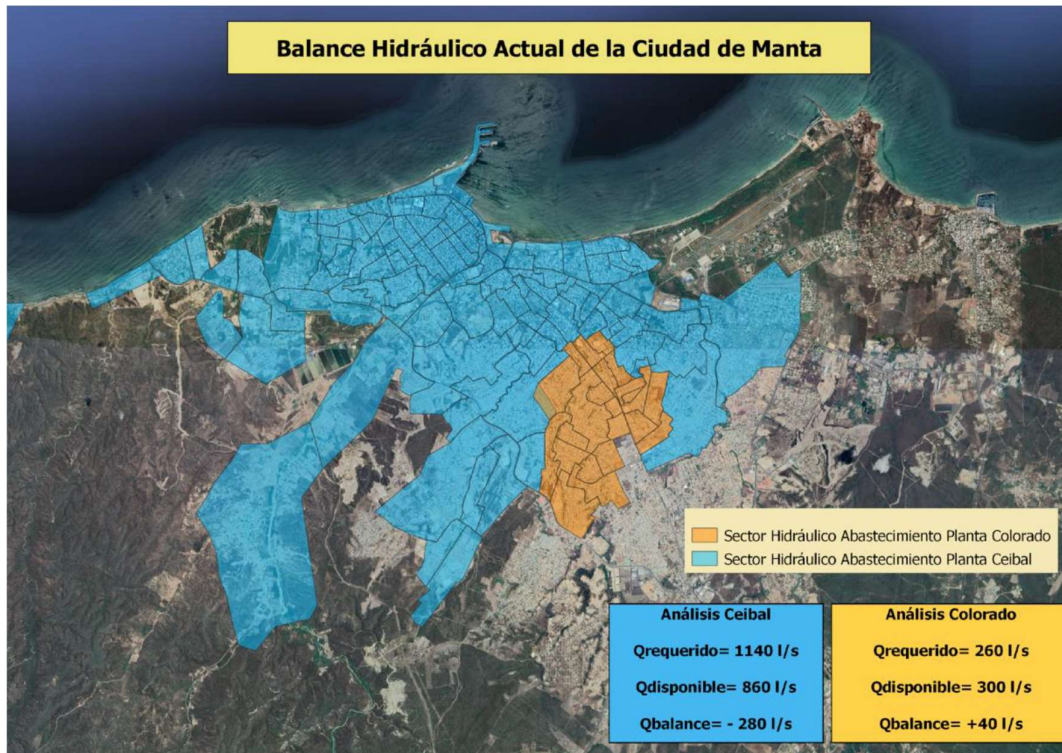 Balance Hidráulico Actual de la Ciudad de Manta
Sector Hidráulico Abastecimiento Planta Colorado
Sector Hidráulico Abastecimiento Planta Ceibal
Análisis Ceibal
Qrequerido= 1140 l/s
Qdisponible= 860 l/s
Qbalance= - 280 l/s
Análisis Colorado
Qrequerido= 260 l/s
Qdisponible= 300 l/s
Qbalance= +40 l/s